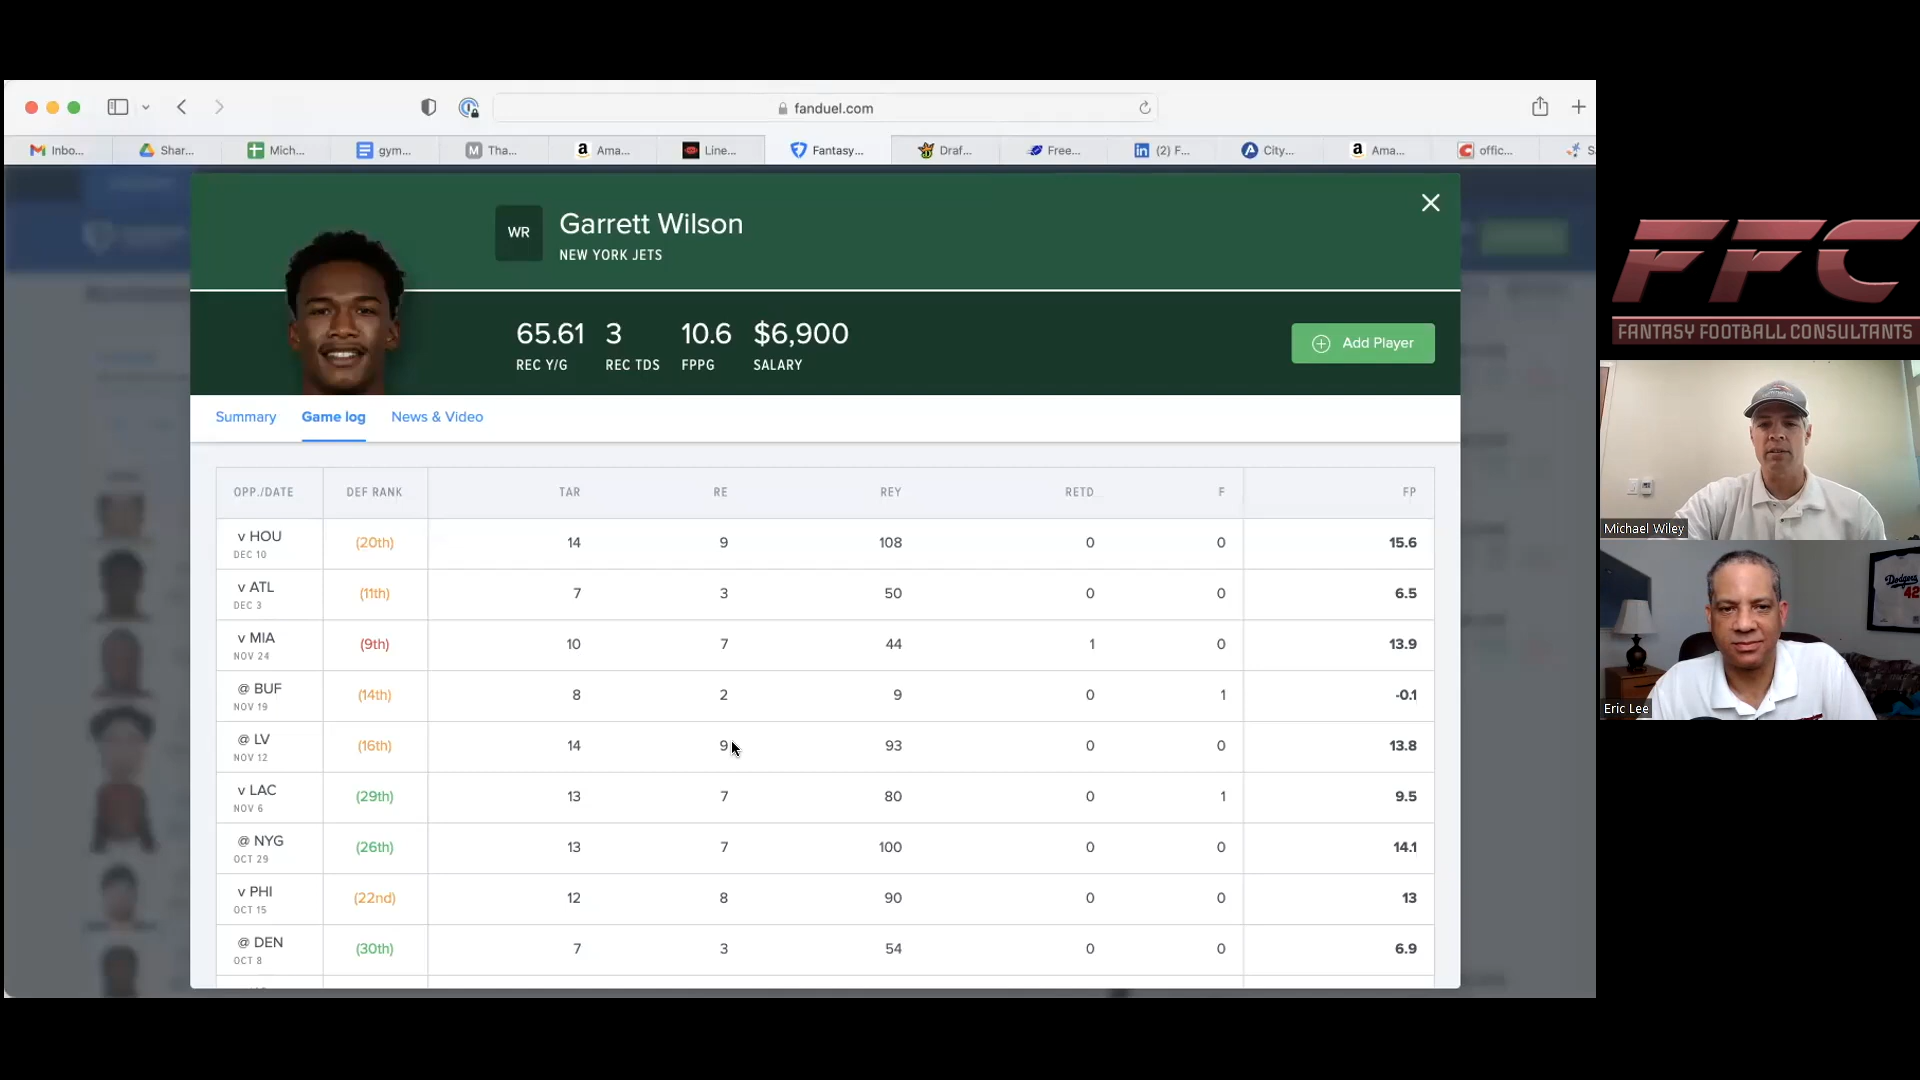 fanduel.com
Inbo...
Shar...
Mich...
gym...
Tha...
Ama...
Line...
Fantasy...
Draf...
Free...
(2) F...
City...
Ama...
offic...
S
WR
Garrett Wilson
NEW YORK JETS
65.61 3 10.6 $6,900
REC Y/G REC TDS FPPG SALARY
Add Player
Summary Game log News & Video
OPP./DATE DEF RANK TAR RE REY RETD... F FP
v HOU (20th) 14 9 108 0 0 15.6
DEC 10
v ATL (11th) 7 3 50 0 0 6.5
DEC 3
v MIA (9th) 10 7 44 1 0 13.9
NOV 24
@ BUF (14th) 8 2 9 0 1 -0.1
NOV 19
@ LV (16th) 14 9 93 0 0 13.8
NOV 12
v LAC (29th) 13 7 80 0 1 9.5
NOV 6
@ NYG (26th) 13 7 100 0 0 14.1
OCT 29
v PHI (22nd) 12 8 90 0 0 13
OCT 15
@ DEN (30th) 7 3 54 0 0 6.9
OCT 8
FFC
FANTASY FOOTBALL CONSULTANTS
Michael Wiley
Dodgers
42
Eric Lee